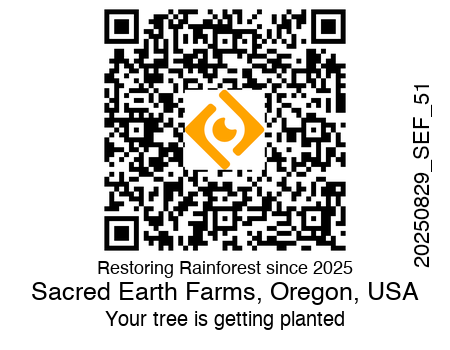 Restoring Rainforest since 2025
Sacred Earth Farms, Oregon, USA
Your tree is getting planted
20250829_SEF_51